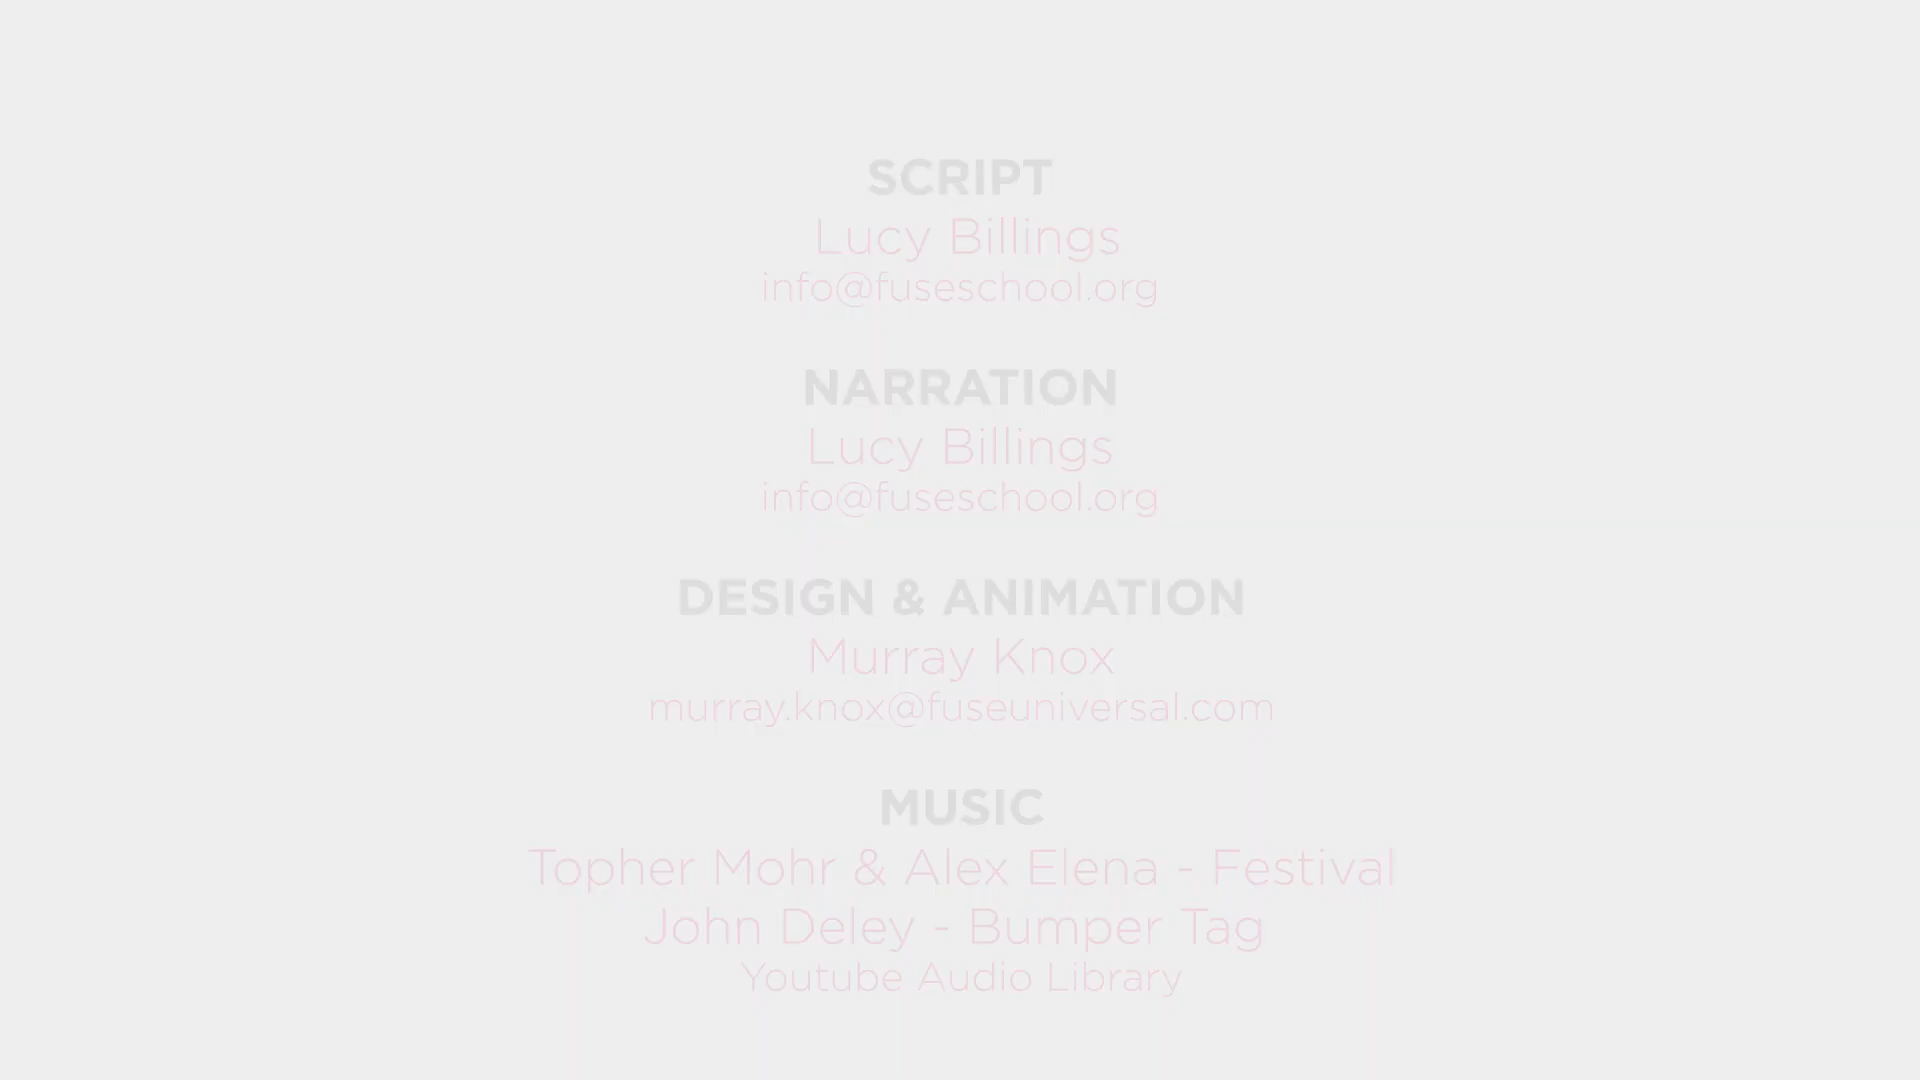 SCRIPT
Lucy Billings
info@fuseschool.org
NARRATION
Lucy Billings
info@fuseschool.org
DESIGN & ANIMATION
Murray Knox
murray.knox@fuseuniversal.com
MUSIC
Topher Mohr & Alex Elena - Festival
John Deley - Bumper Tag
Youtube Audio Library